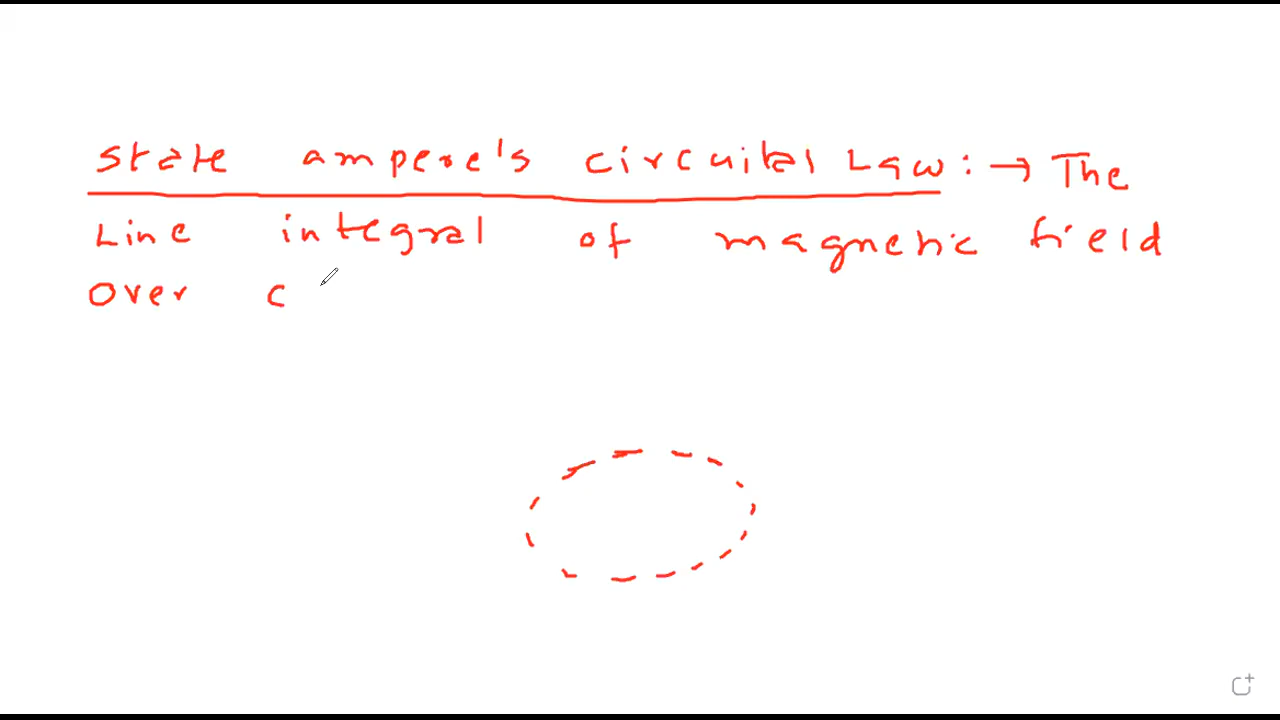 State ampere's circuital Law :→ The
Line integral of magnetic field
over c